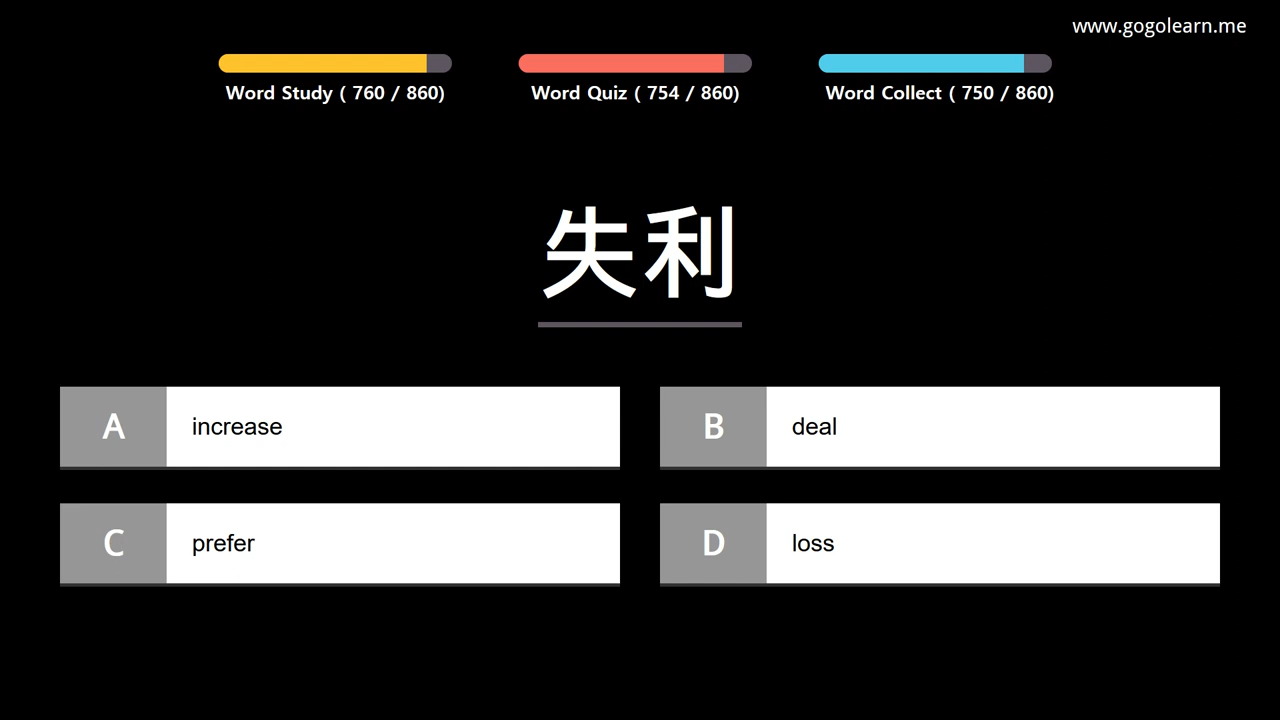 www.gogolearn.me
Word Study ( 760 / 860)
Word Quiz ( 754 / 860)
Word Collect ( 750 / 860)
失利
A increase
B deal
C prefer
D loss